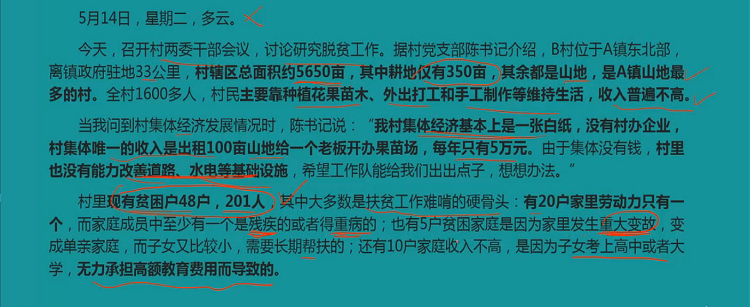 5月14日，星期二，多云。
今天，召开村两委干部会议，讨论研究脱贫工作。据村党支部陈书记介绍，B村位于A镇东北部，
离镇政府驻地33公里，村辖区总面积约5650亩，其中耕地仅有350亩，其余都是山地，是A镇山地最
多的村。全村1600多人，村民主要靠种植花果苗木、外出打工和手工制作等维持生活，收入普遍不高。
当我问到村集体经济发展情况时，陈书记说：“我村集体经济基本上是一张白纸，没有村办企业，
村集体唯一的收入是出租100亩山地给一个老板开办果苗场，每年只有5万元。由于集体没有钱，村里
也没有能力改善道路、水电等基础设施，希望工作队能给我们出出点子，想想办法。”
村里现有贫困户48户，201人，其中大多数是扶贫工作难啃的硬骨头：有20户家里劳动力只有一
个，而家庭成员中至少有一个是残疾的或者得重病的；也有5户贫困家庭是因为家里发生重大变故，变
成单亲家庭，而子女又比较小，需要长期帮扶的；还有10户家庭收入不高，是因为子女考上高中或者大
学，无力承担高额教育费用而导致的。